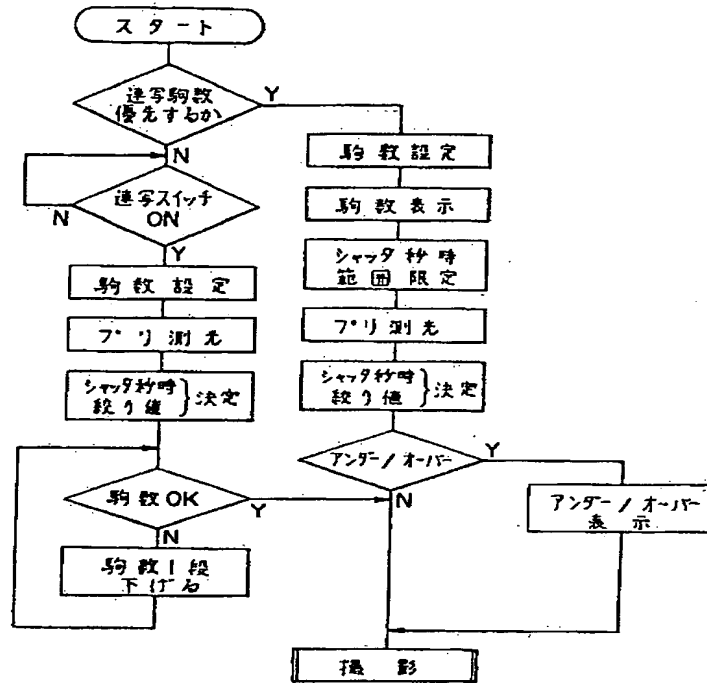 スタート
連写駒数
優先するか
Y
N
連写スイッチ
ON
N
Y
駒数設定
プリ測光
シャッタ秒時
絞り値
}決定
駒数OK
Y
N
駒数1段
下げる
駒数設定
駒数表示
シャッタ秒時
範囲限定
プリ測光
シャッタ秒時
絞り値
}決定
アンダー/オーバー
Y
N
アンダー/オーバー
表示
撮影